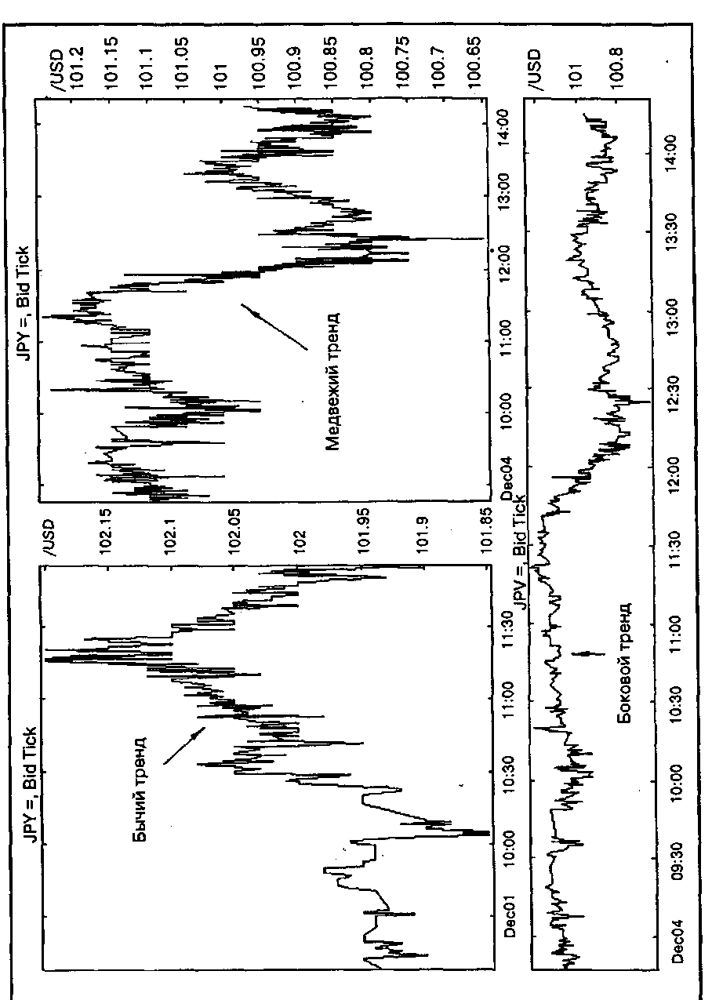 JPY =, Bid Tick
/USD
102.15
102.1
102.05
102
101.95
101.9
101.85
Бычий тренд
Dec01 10:00 10:30 11:00 11:30
JPY =, Bid Tick
/USD
101.2
101.15
101.1
101.05
101
100.95
100.9
100.85
100.8
100.75
100.7
100.65
Медвежий тренд
Dec04 10:00 11:00 12:00 13:00 14:00
JPY =, Bid Tick
/USD
101
100.8
Боковой тренд
Dec04 09:30 10:00 10:30 11:00 11:30 12:00 12:30 13:00 13:30 14:00